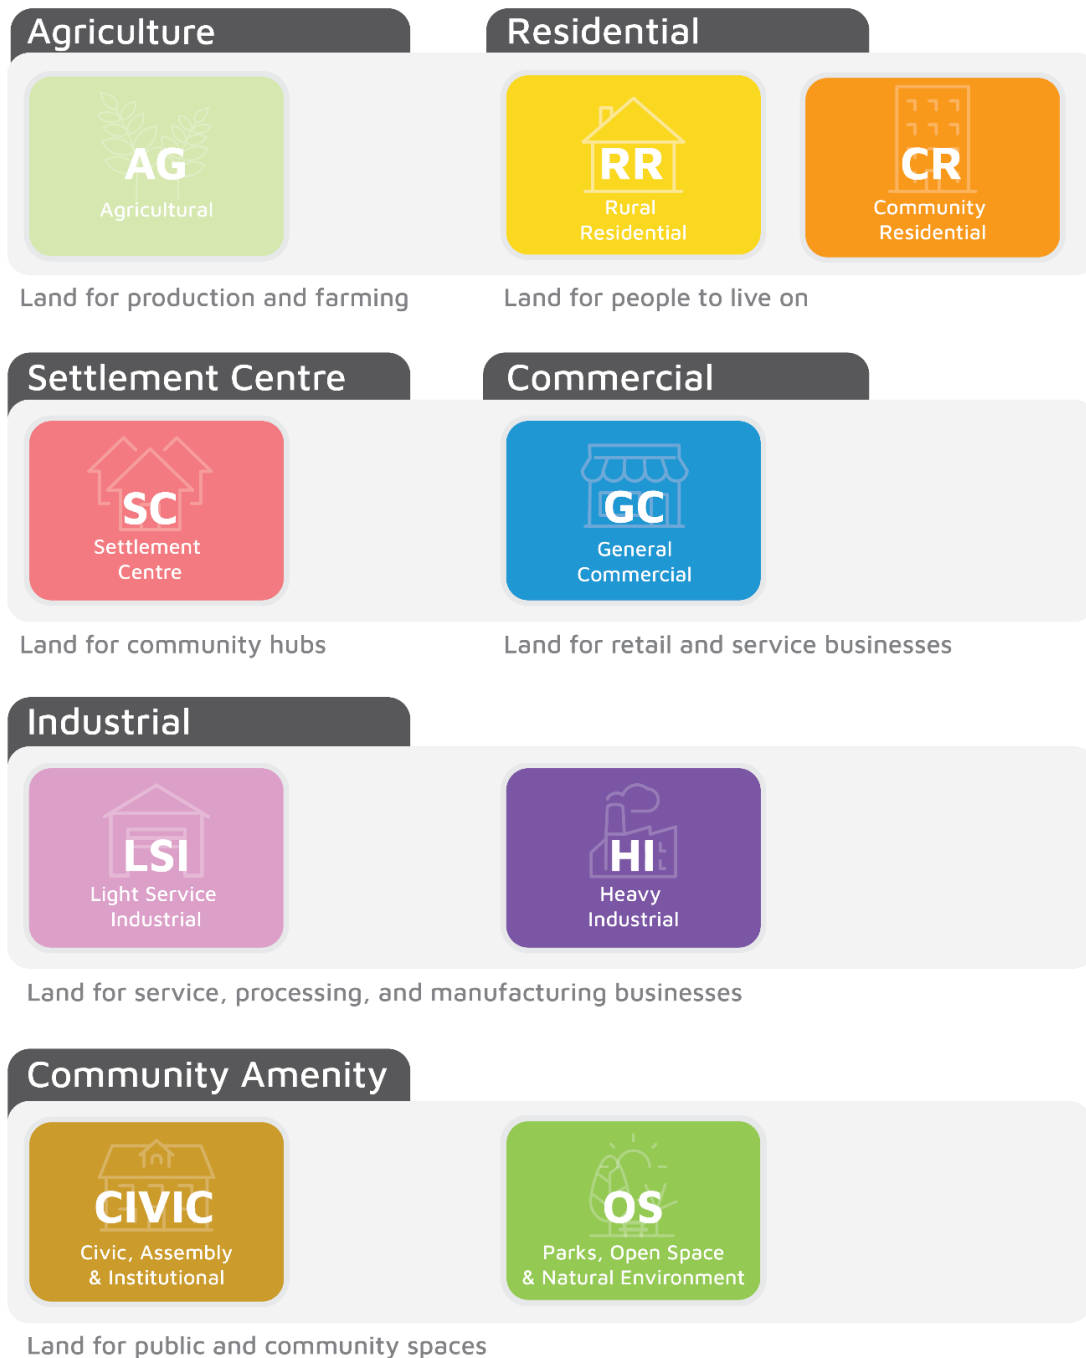 Agriculture
AG
Agricultural
Land for production and farming
Residential
RR
Rural
Residential
CR
Community
Residential
Land for people to live on
Settlement Centre
SC
Settlement
Centre
Land for community hubs
Commercial
GC
General
Commercial
Land for retail and service businesses
Industrial
LSI
Light Service
Industrial
HI
Heavy
Industrial
Land for service, processing, and manufacturing businesses
Community Amenity
CIVIC
Civic, Assembly
& Institutional
OS
Parks, Open Space
& Natural Environment
Land for public and community spaces